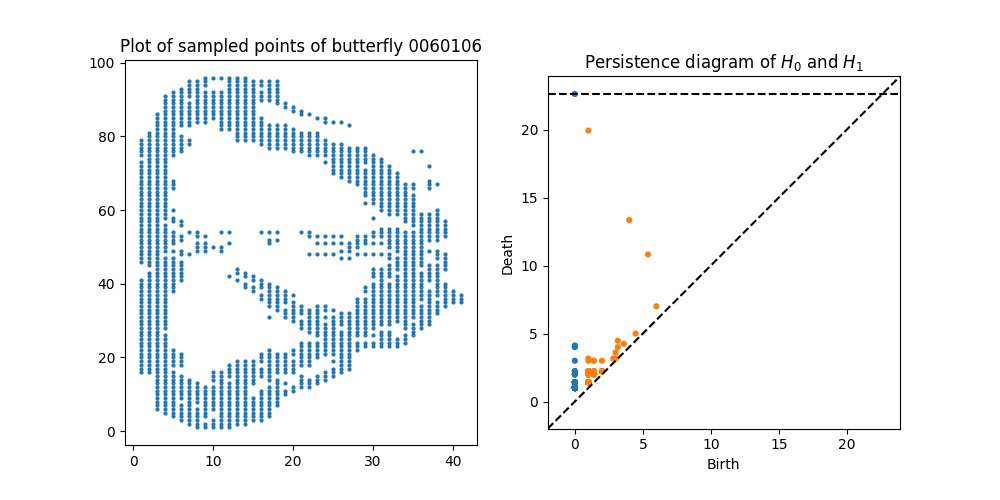 Plot of sampled points of butterfly 0060106
100
80
60
40
20
0
0 10 20 30 40
Persistence diagram of H₀ and H₁
20
15
10
5
0
Death
0 5 10 15 20
Birth